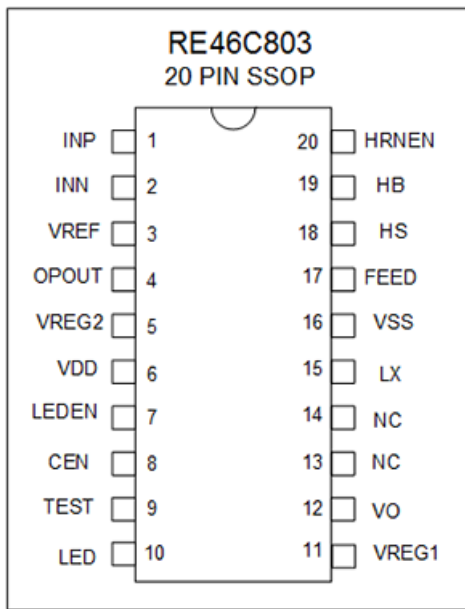 RE46C803
20 PIN SSOP
INP 1 20 HRNEN
INN 2 19 HB
VREF 3 18 HS
OPOUT 4 17 FEED
VREG2 5 16 VSS
VDD 6 15 LX
LEDEN 7 14 NC
CEN 8 13 NC
TEST 9 12 VO
LED 10 11 VREG1